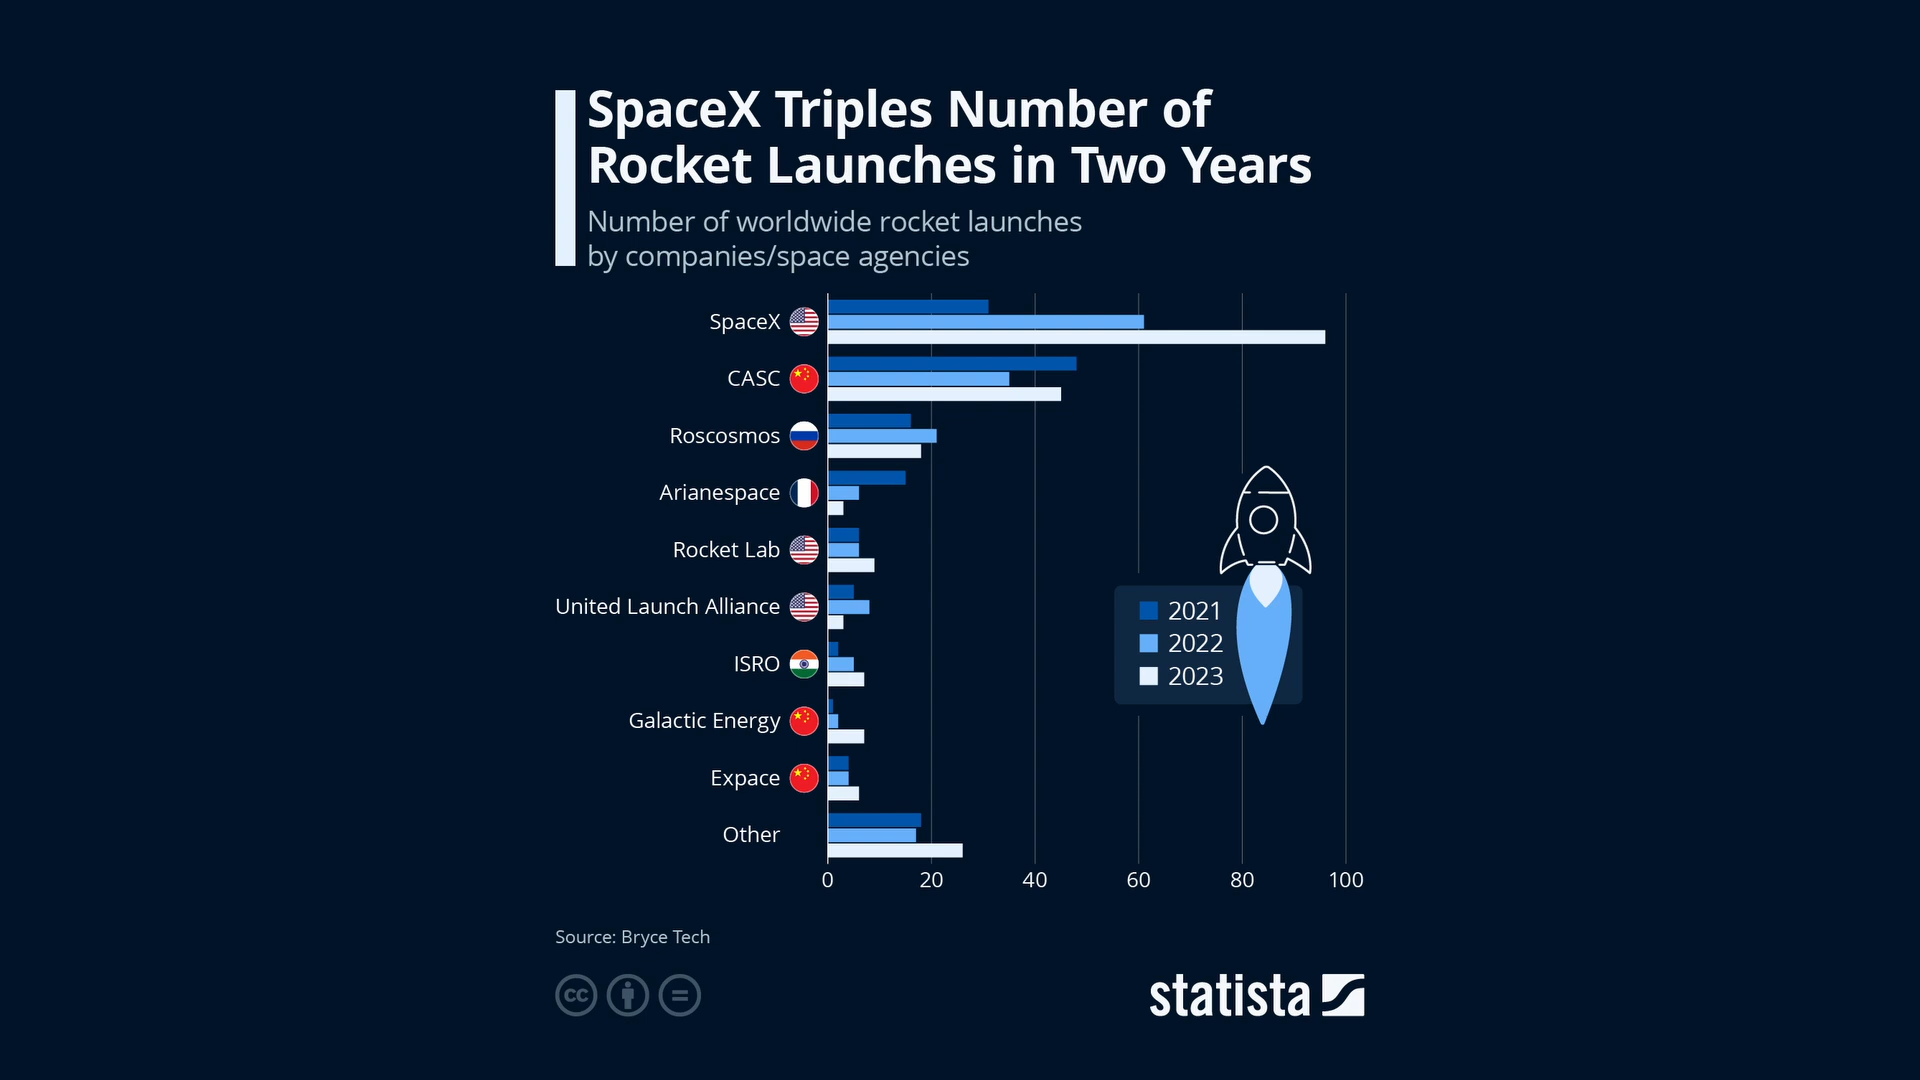 SpaceX Triples Number of
Rocket Launches in Two Years
Number of worldwide rocket launches
by companies/space agencies
SpaceX
CASC
Roscosmos
Arianespace
Rocket Lab
United Launch Alliance
ISRO
Galactic Energy
Expace
Other
2021
2022
2023
0 20 40 60 80 100
Source: Bryce Tech
cc
statista